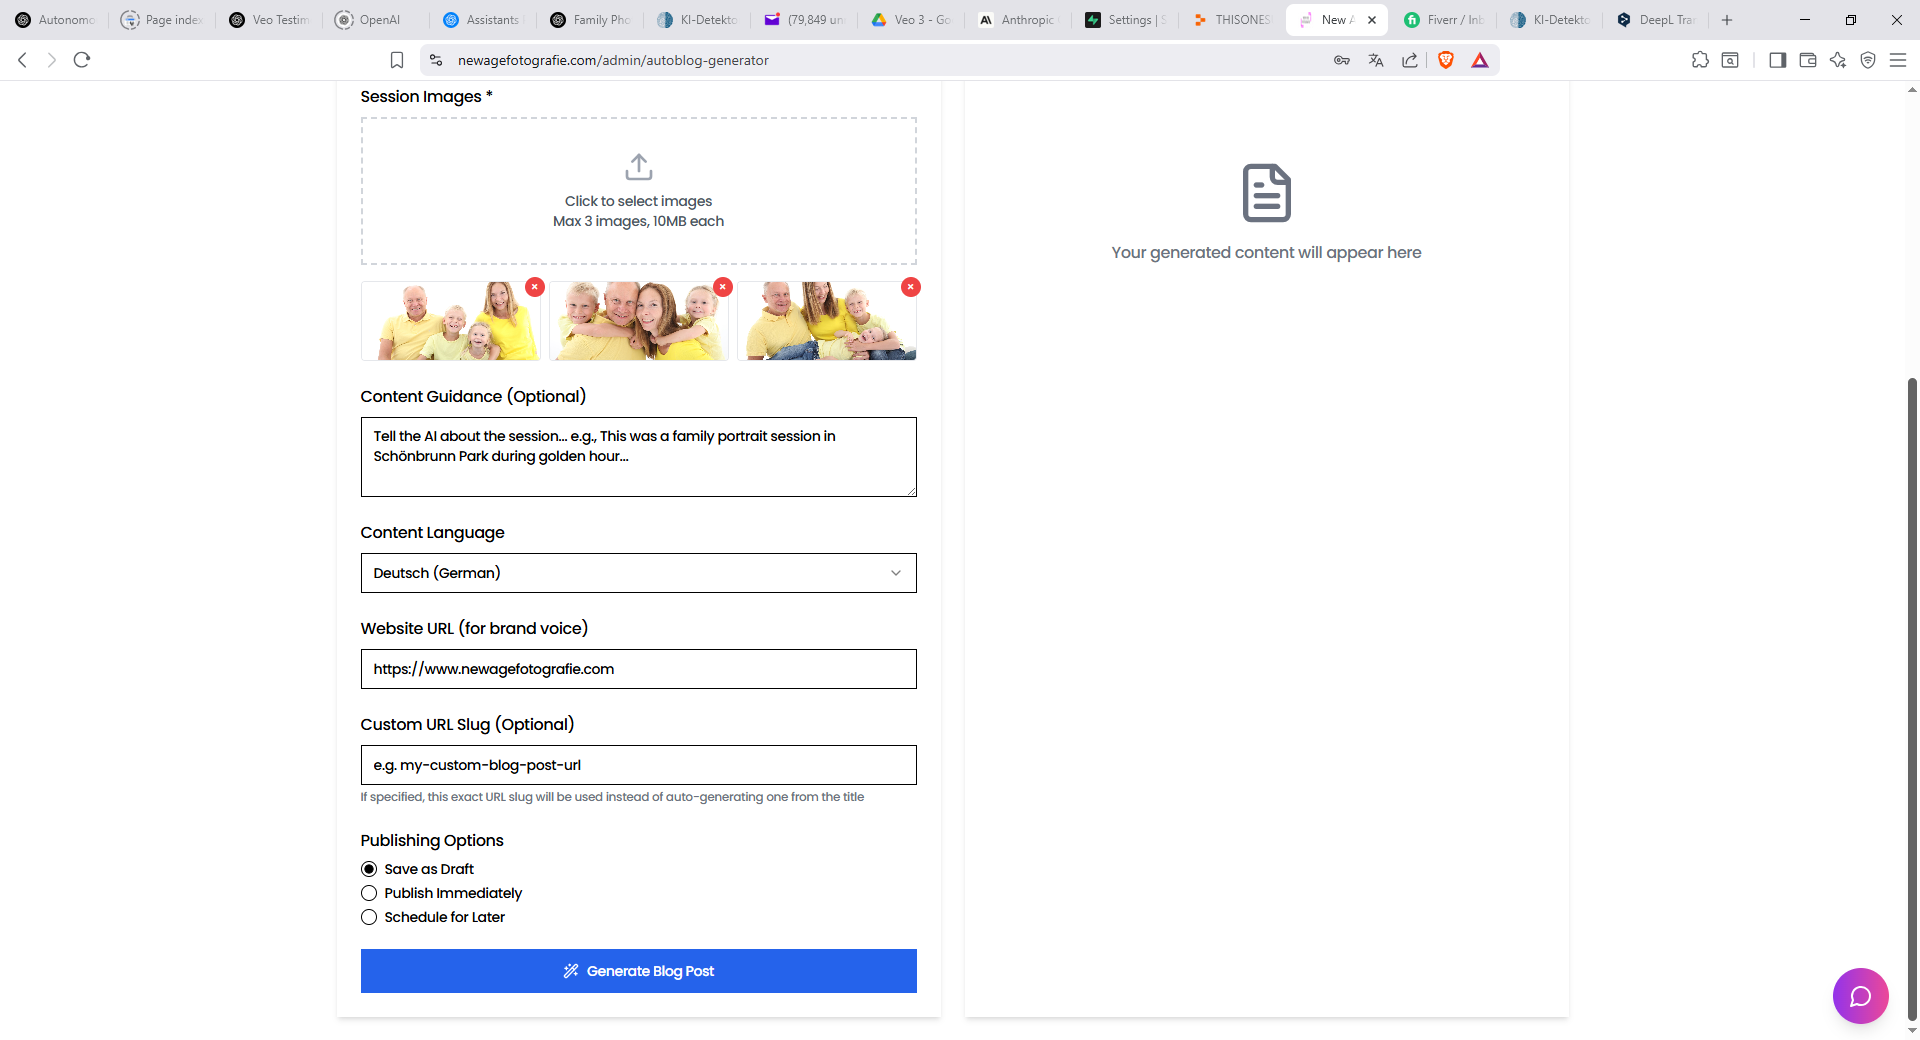 Autonomo
Page index
Veo Testim
OpenAI
Assistants
Family Pho
KI-Detekto
(79,849 un
Veo 3 - Go
Anthropic
Settings | S
THISONES
New A
Fiverr / Inb
KI-Detekto
DeepL Tra
newagefotografie.com/admin/autoblog-generator
Session Images *
Click to select images
Max 3 images, 10MB each
Content Guidance (Optional)
Tell the AI about the session... e.g., This was a family portrait session in
Schönbrunn Park during golden hour...
Content Language
Deutsch (German)
Website URL (for brand voice)
https://www.newagefotografie.com
Custom URL Slug (Optional)
e.g. my-custom-blog-post-url
If specified, this exact URL slug will be used instead of auto-generating one from the title
Publishing Options
Save as Draft
Publish Immediately
Schedule for Later
Generate Blog Post
Your generated content will appear here